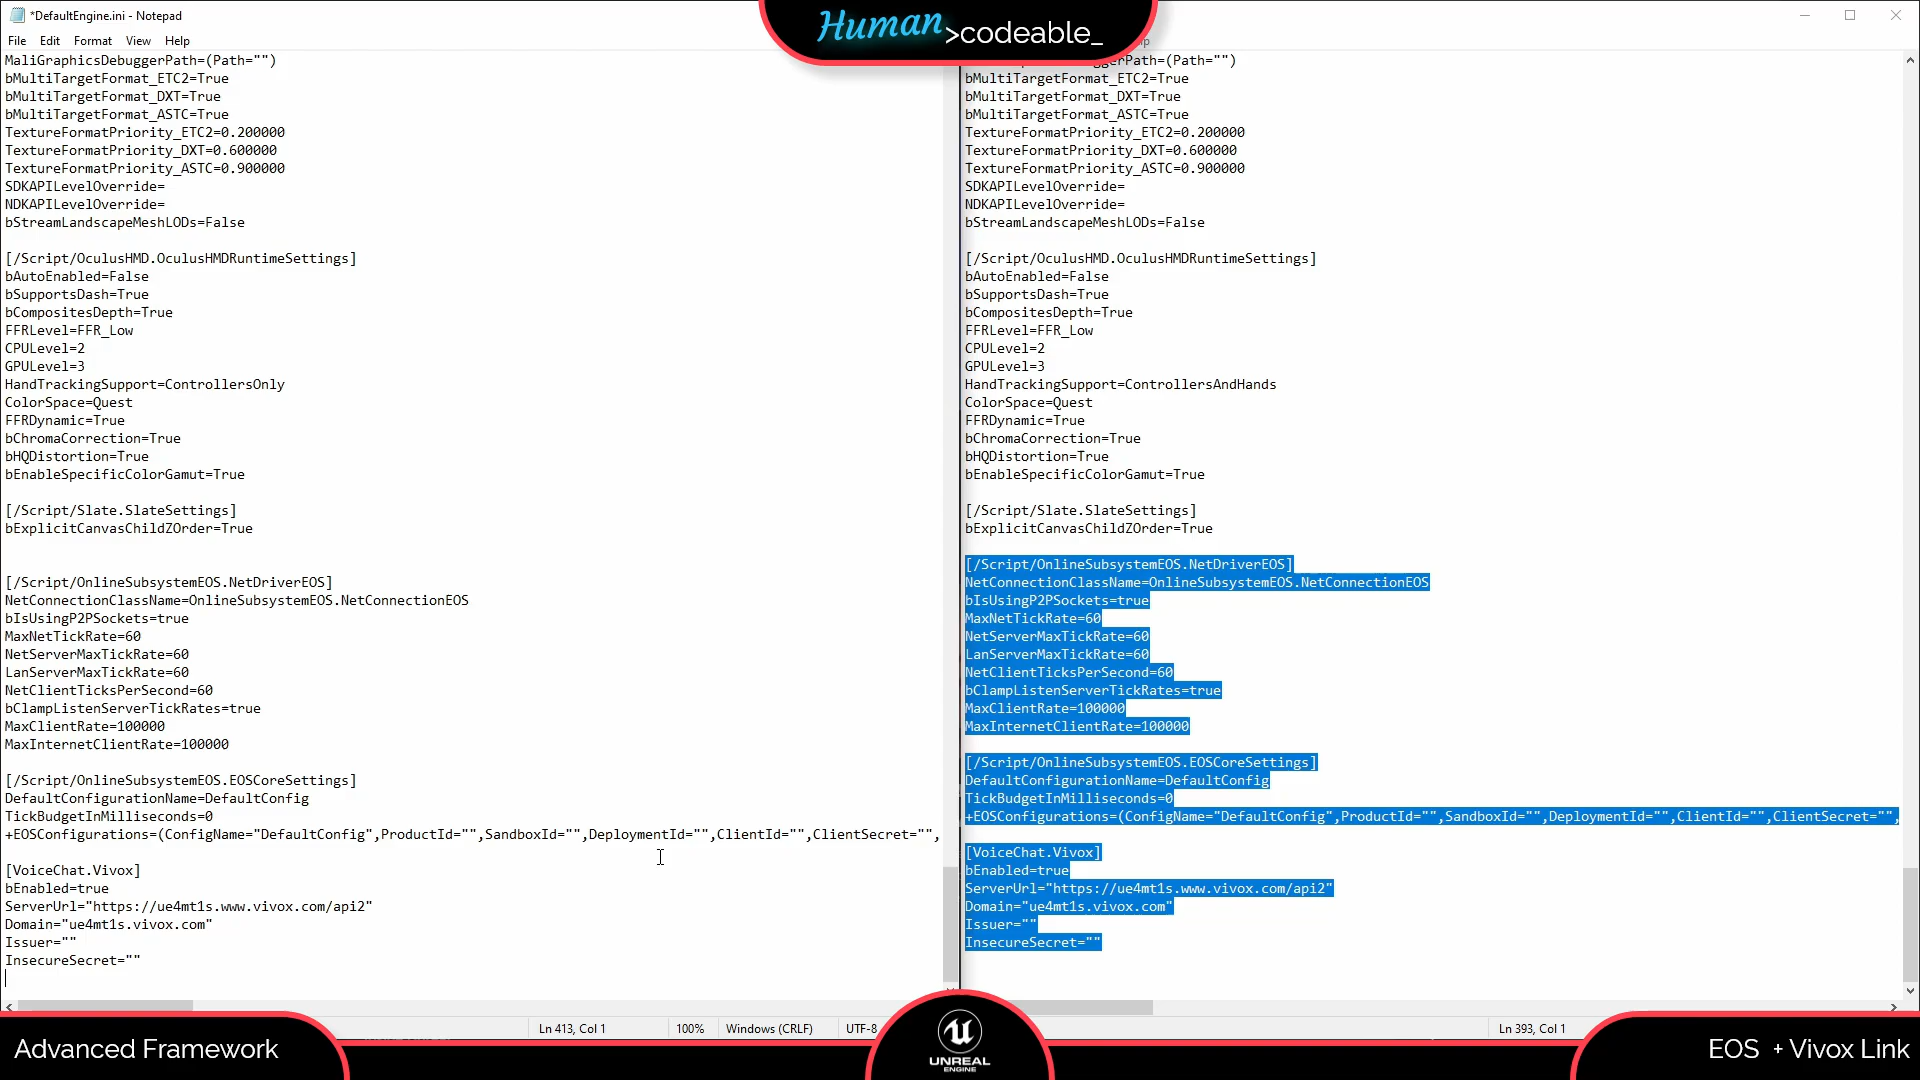 *DefaultEngine.ini - Notepad
File Edit Format View Help
Human >codeable_
MaliGraphicsDebuggerPath=(Path="")
bMultiTargetFormat_ETC2=True
bMultiTargetFormat_DXT=True
bMultiTargetFormat_ASTC=True
TextureFormatPriority_ETC2=0.200000
TextureFormatPriority_DXT=0.600000
TextureFormatPriority_ASTC=0.900000
SDKAPILevelOverride=
NDKAPILevelOverride=
bStreamLandscapeMeshLODs=False
[/Script/OculusHMD.OculusHMDRuntimeSettings]
bAutoEnabled=False
bSupportsDash=True
bCompositesDepth=True
FFRLevel=FFR_Low
CPULevel=2
GPULevel=3
HandTrackingSupport=ControllersOnly
ColorSpace=Quest
FFRDynamic=True
bChromaCorrection=True
bHQDistortion=True
bEnableSpecificColorGamut=True
[/Script/Slate.SlateSettings]
bExplicitCanvasChildZOrder=True
[/Script/OnlineSubsystemEOS.NetDriverEOS]
NetConnectionClassName=OnlineSubsystemEOS.NetConnectionEOS
bIsUsingP2PSockets=true
MaxNetTickRate=60
NetServerMaxTickRate=60
LanServerMaxTickRate=60
NetClientTicksPerSecond=60
bClampListenServerTickRates=true
MaxClientRate=100000
MaxInternetClientRate=100000
[/Script/OnlineSubsystemEOS.EOSCoreSettings]
DefaultConfigurationName=DefaultConfig
TickBudgetInMilliseconds=0
+EOSConfigurations=(ConfigName="DefaultConfig",ProductId="",SandboxId="",DeploymentId="",ClientId="",ClientSecret="",
[VoiceChat.Vivox]
bEnabled=true
ServerUrl="https://ue4mt1s.www.vivox.com/api2"
Domain="ue4mt1s.vivox.com"
Issuer=""
InsecureSecret=""
Ln 413, Col 1 100% Windows (CRLF) UTF-8
gerPath=(Path="")
bMultiTargetFormat_ETC2=True
bMultiTargetFormat_DXT=True
bMultiTargetFormat_ASTC=True
TextureFormatPriority_ETC2=0.200000
TextureFormatPriority_DXT=0.600000
TextureFormatPriority_ASTC=0.900000
SDKAPILevelOverride=
NDKAPILevelOverride=
bStreamLandscapeMeshLODs=False
[/Script/OculusHMD.OculusHMDRuntimeSettings]
bAutoEnabled=False
bSupportsDash=True
bCompositesDepth=True
FFRLevel=FFR_Low
CPULevel=2
GPULevel=3
HandTrackingSupport=ControllersAndHands
ColorSpace=Quest
FFRDynamic=True
bChromaCorrection=True
bHQDistortion=True
bEnableSpecificColorGamut=True
[/Script/Slate.SlateSettings]
bExplicitCanvasChildZOrder=True
[/Script/OnlineSubsystemEOS.NetDriverEOS]
NetConnectionClassName=OnlineSubsystemEOS.NetConnectionEOS
bIsUsingP2PSockets=true
MaxNetTickRate=60
NetServerMaxTickRate=60
LanServerMaxTickRate=60
NetClientTicksPerSecond=60
bClampListenServerTickRates=true
MaxClientRate=100000
MaxInternetClientRate=100000
[/Script/OnlineSubsystemEOS.EOSCoreSettings]
DefaultConfigurationName=DefaultConfig
TickBudgetInMilliseconds=0
+EOSConfigurations=(ConfigName="DefaultConfig",ProductId="",SandboxId="",DeploymentId="",ClientId="",ClientSecret="",
[VoiceChat.Vivox]
bEnabled=true
ServerUrl="https://ue4mt1s.www.vivox.com/api2"
Domain="ue4mt1s.vivox.com"
Issuer=""
InsecureSecret=""
Ln 393, Col 1
Advanced Framework
UNREAL
ENGINE
EOS + Vivox Link